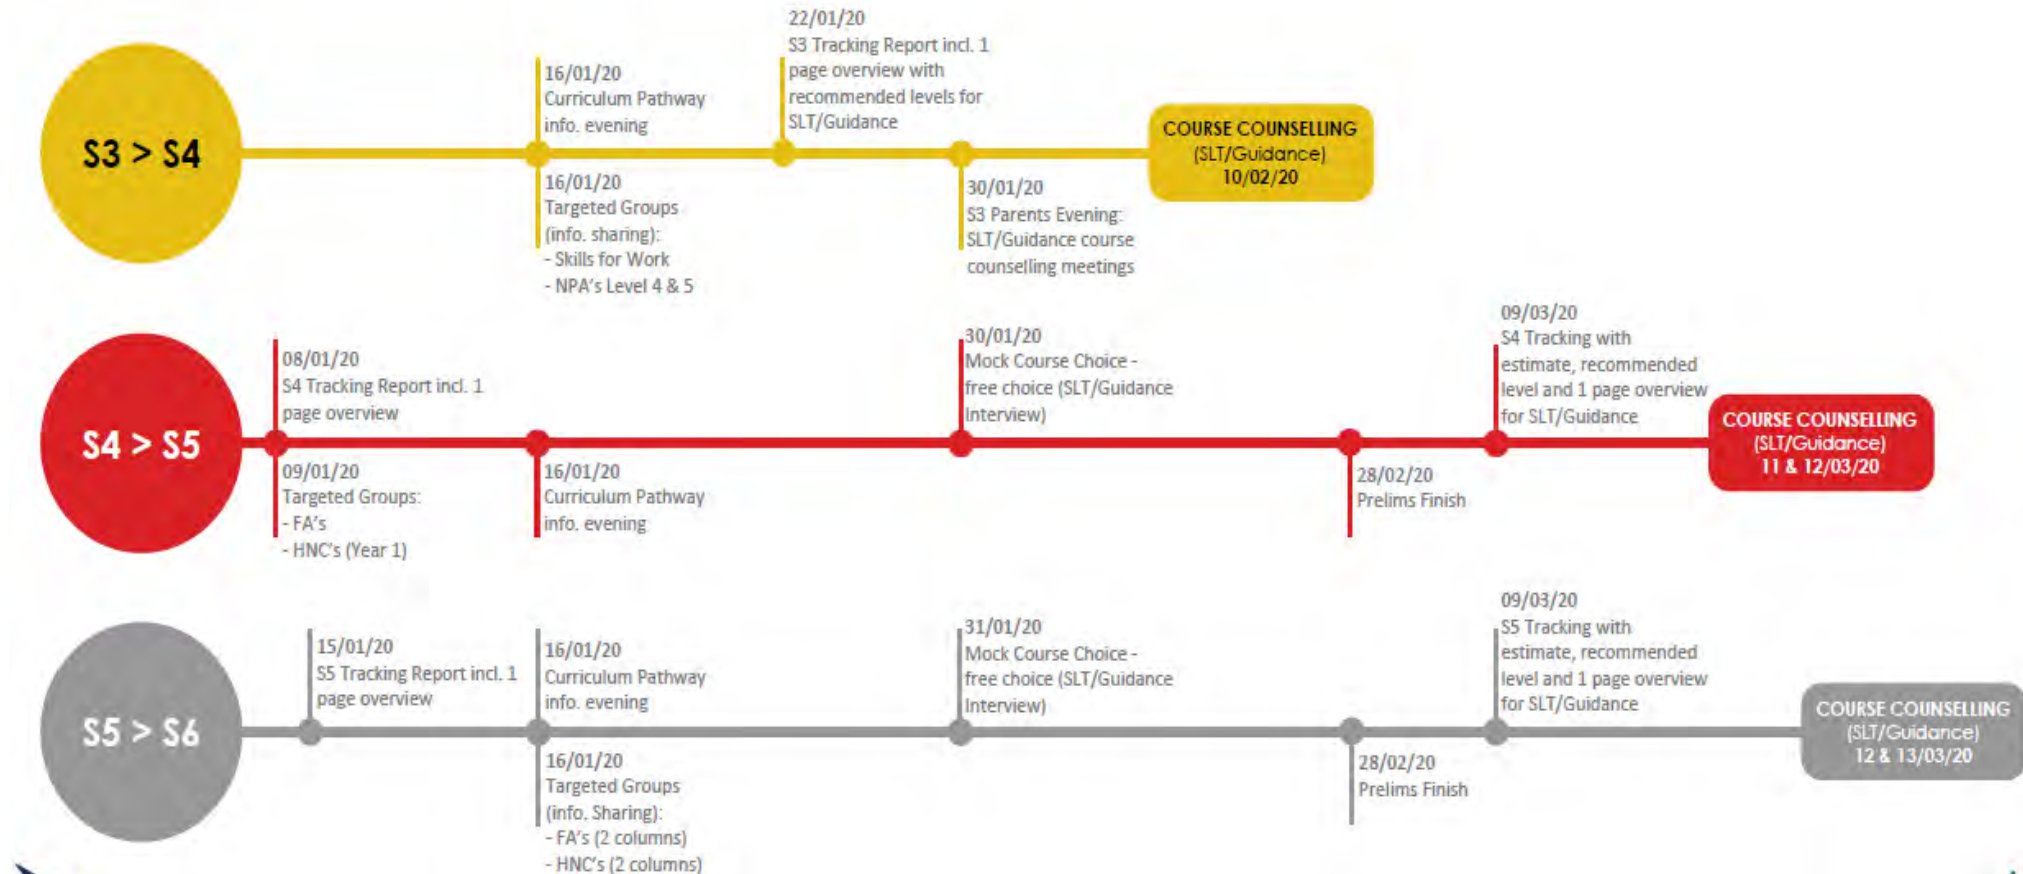 S3 > S4
16/01/20
Curriculum Pathway
info. evening
16/01/20
Targeted Groups
(info. sharing):
- Skills for Work
- NPA's Level 4 & 5
22/01/20
S3 Tracking Report incl. 1
page overview with
recommended levels for
SLT/Guidance
30/01/20
S3 Parents Evening:
SLT/Guidance course
counselling meetings
COURSE COUNSELLING
(SLT/Guidance)
10/02/20
S4 > S5
08/01/20
S4 Tracking Report incl. 1
page overview
09/01/20
Targeted Groups:
- FA's
- HNC's (Year 1)
16/01/20
Curriculum Pathway
info. evening
30/01/20
Mock Course Choice -
free choice (SLT/Guidance
Interview)
28/02/20
Prelims Finish
09/03/20
S4 Tracking with
estimate, recommended
level and 1 page overview
for SLT/Guidance
COURSE COUNSELLING
(SLT/Guidance)
11 & 12/03/20
S5 > S6
15/01/20
S5 Tracking Report incl. 1
page overview
16/01/20
Curriculum Pathway
info. evening
16/01/20
Targeted Groups
(info. Sharing):
- FA's (2 columns)
- HNC's (2 columns)
31/01/20
Mock Course Choice -
free choice (SLT/Guidance
Interview)
28/02/20
Prelims Finish
09/03/20
S5 Tracking with
estimate, recommended
level and 1 page overview
for SLT/Guidance
COURSE COUNSELLING
(SLT/Guidance)
12 & 13/03/20